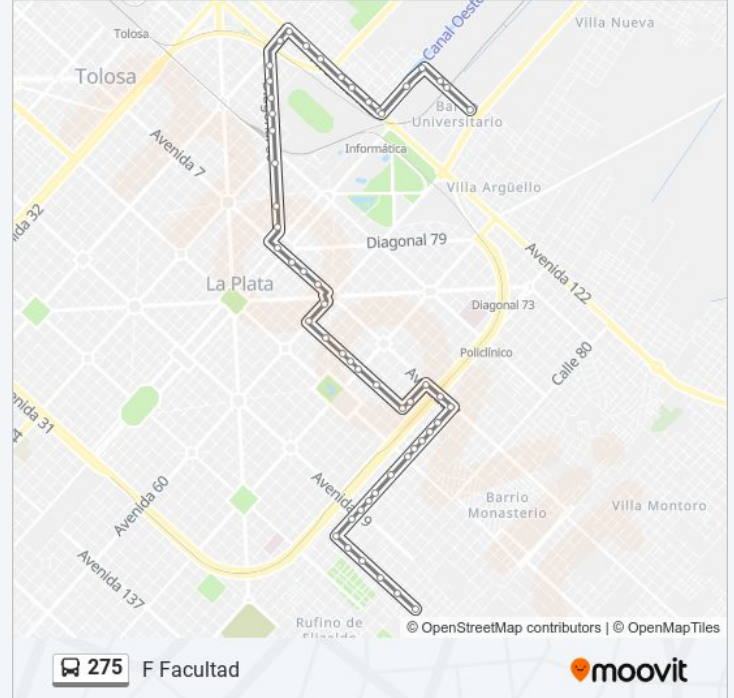 Tolosa
Canal Oeste
Villa Nueva
Tolosa
Barrio
Universitario
Avenida 7
Informática
Villa Argüello
Diagonal 79
Avenida 122
La Plata
Diagonal 73
Policlínico
Calle 80
Avenida 60
Barrio
Monasterio
Villa Montoro
Avenida 137
Rufino de
Elizalde
© OpenStreetMap contributors | © OpenMapTiles
275 F Facultad
moovit